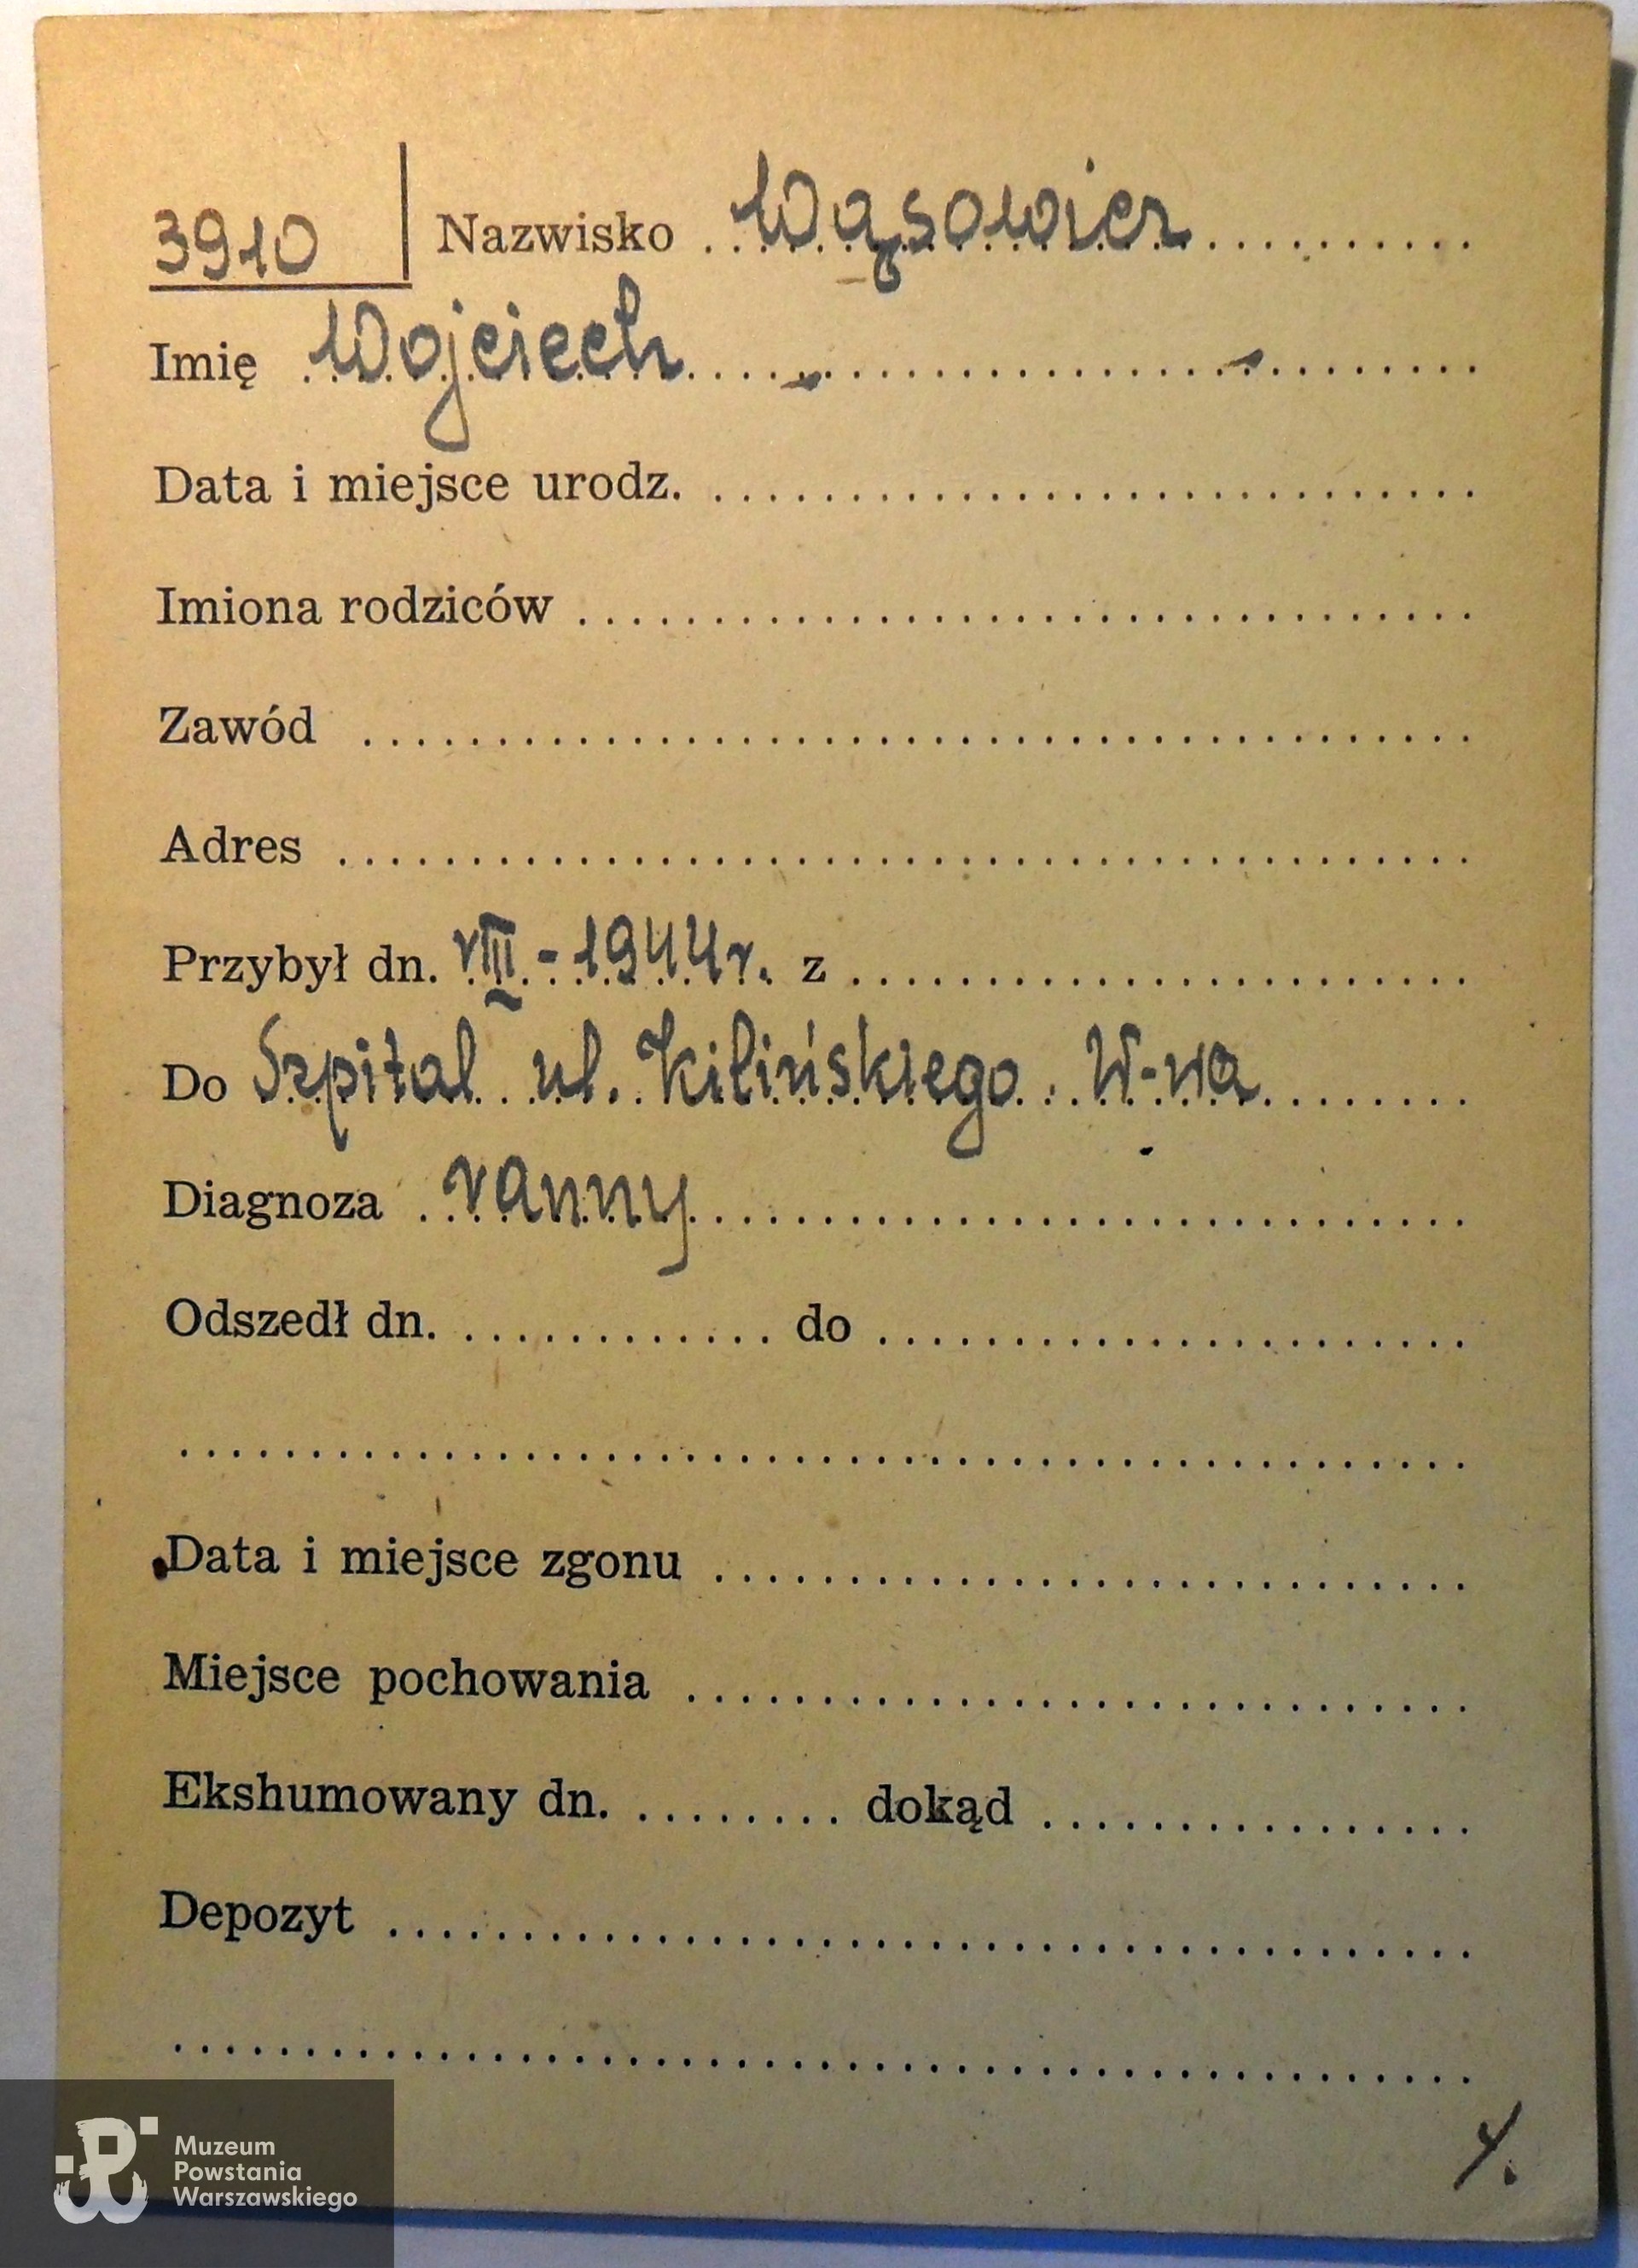 3910 Nazwisko Wąsowicz
Imię Wojciech
Data i miejsce urodz.
Imiona rodziców
Zawód
Adres
Przybył dn. VIII - 1944 r. z
Do Szpital ul. Kilińskiego W-wa
Diagnoza ranny
Odszedł dn. do
Data i miejsce zgonu
Miejsce pochowania
Ekshumowany dn. dokąd
Depozyt
Muzeum
Powstania
Warszawskiego